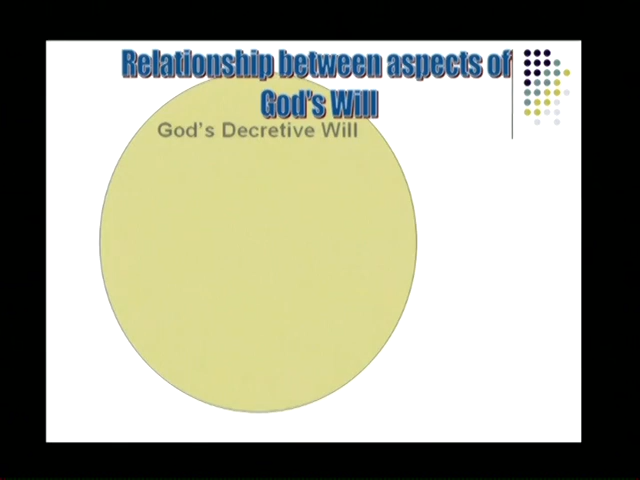 Relationship between aspects of
God's Will
God's Decretive Will